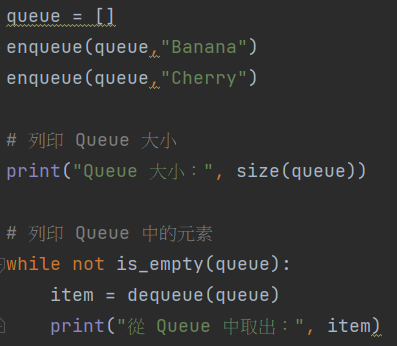 queue = []
enqueue(queue,"Banana")
enqueue(queue,"Cherry")
# 列印 Queue 大小
print("Queue 大小：", size(queue))
# 列印 Queue 中的元素
while not is_empty(queue):
    item = dequeue(queue)
    print("從 Queue 中取出：", item)